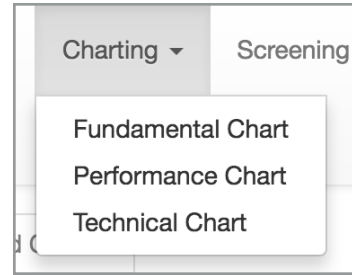 Charting Screening
Fundamental Chart
Performance Chart
Technical Chart